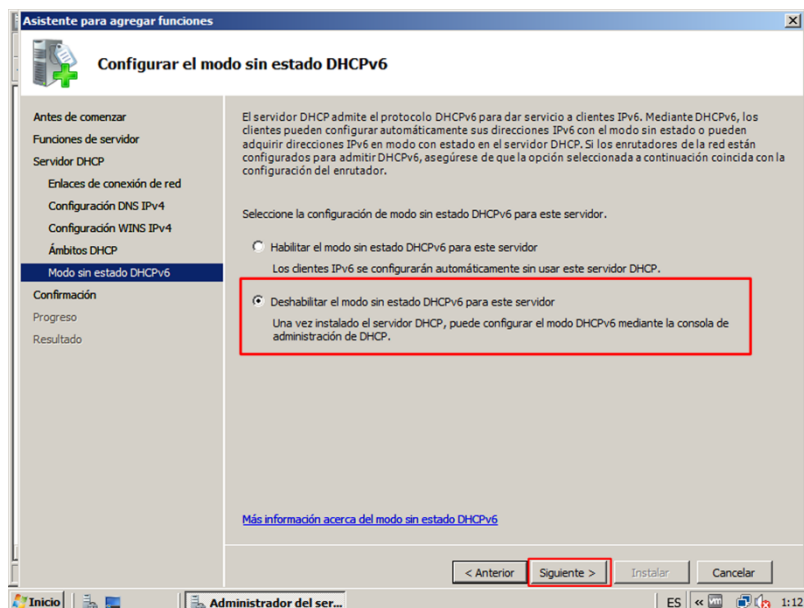 Asistente para agregar funciones
Configurar el modo sin estado DHCPv6
Antes de comenzar
Funciones de servidor
Servidor DHCP
Enlaces de conexión de red
Configuración DNS IPv4
Configuración WINS IPv4
Ámbitos DHCP
Modo sin estado DHCPv6
Confirmación
Progreso
Resultado
El servidor DHCP admite el protocolo DHCPv6 para dar servicio a clientes IPv6. Mediante DHCPv6, los
clientes pueden configurar automáticamente sus direcciones IPv6 con el modo sin estado o pueden
adquirir direcciones IPv6 en modo con estado en el servidor DHCP. Si los enrutadores de la red están
configurados para admitir DHCPv6, asegúrese de que la opción seleccionada a continuación coincida con la
configuración del enrutador.
Seleccione la configuración de modo sin estado DHCPv6 para este servidor.
Habilitar el modo sin estado DHCPv6 para este servidor
Los clientes IPv6 se configurarán automáticamente sin usar este servidor DHCP.
Deshabilitar el modo sin estado DHCPv6 para este servidor
Una vez instalado el servidor DHCP, puede configurar el modo DHCPv6 mediante la consola de
administración de DHCP.
Más información acerca del modo sin estado DHCPv6
< Anterior Siguiente > Instalar Cancelar
Inicio Administrador del ser... ES « vm 1:12